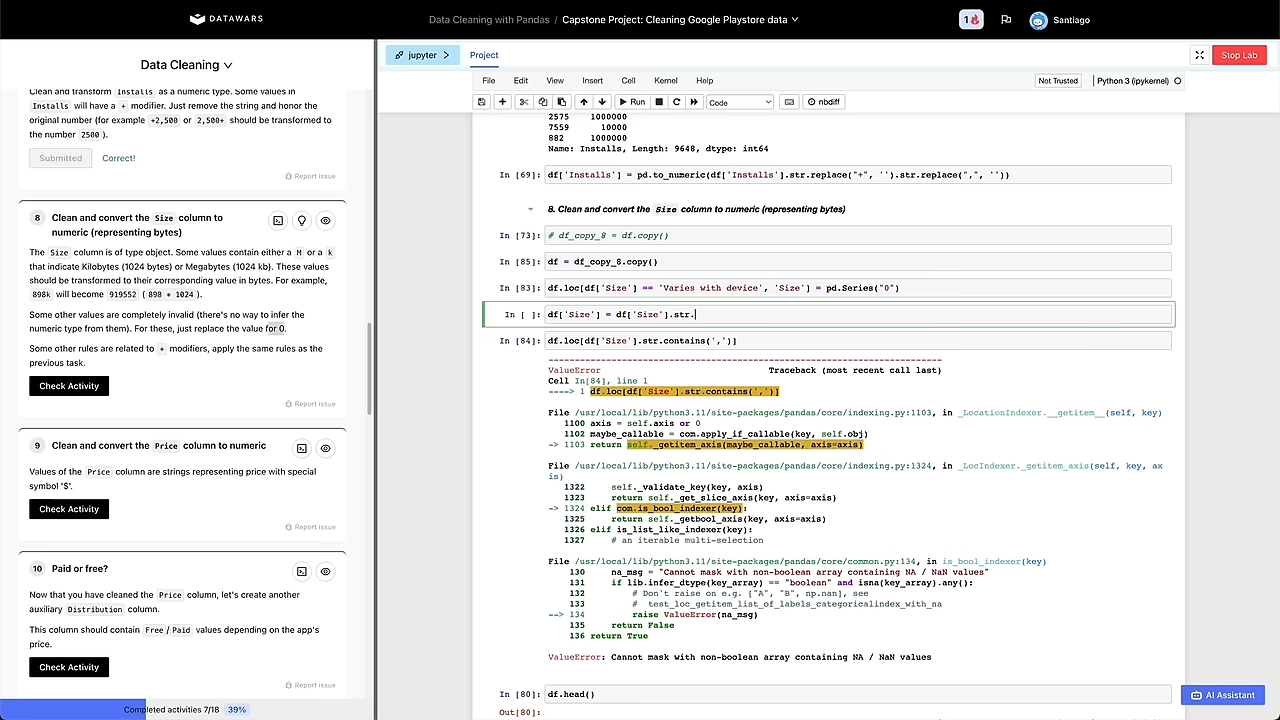 DATAWARS
Data Cleaning with Pandas / Capstone Project: Cleaning Google Playstore data
1
Santiago
Data Cleaning
jupyter
Project
Stop Lab
File Edit View Insert Cell Kernel Help
Not Trusted
Python 3 (ipykernel)
Run
Code
nbdiff
Clean and transform Installs as a numeric type. Some values in
Installs will have a + modifier. Just remove the string and honor the
original number (for example +2,500 or 2,500+ should be transformed to
the number 2500 ).
Submitted
Correct!
Report issue
8 Clean and convert the Size column to
numeric (representing bytes)
The Size column is of type object. Some values contain either a M or a k
that indicate Kilobytes (1024 bytes) or Megabytes (1024 kb). These values
should be transformed to their corresponding value in bytes. For example,
898k will become 919552 ( 898 * 1024 ).
Some other values are completely invalid (there's no way to infer the
numeric type from them). For these, just replace the value for 0.
Some other rules are related to + modifiers, apply the same rules as the
previous task.
Check Activity
Report issue
9 Clean and convert the Price column to numeric
Values of the Price column are strings representing price with special
symbol '$'.
Check Activity
Report issue
10 Paid or free?
Now that you have cleaned the Price column, let's create another
auxiliary Distribution column.
This column should contain Free / Paid values depending on the app's
price.
Check Activity
Report issue
Completed activities 7/18 39%
2575 1000000
7559 10000
882 1000000
Name: Installs, Length: 9648, dtype: int64
In [69]: df['Installs'] = pd.to_numeric(df['Installs'].str.replace("+", '').str.replace(",", ''))
8. Clean and convert the Size column to numeric (representing bytes)
In [73]: # df_copy_8 = df.copy()
In [85]: df = df_copy_8.copy()
In [83]: df.loc[df['Size'] == 'Varies with device', 'Size'] = pd.Series("0")
In [ ]: df['Size'] = df['Size'].str.
In [84]: df.loc[df['Size'].str.contains(',')]
---------------------------------------------------------------------------
ValueError Traceback (most recent call last)
Cell In[84], line 1
----> 1 df.loc[df['Size'].str.contains(',')]
File /usr/local/lib/python3.11/site-packages/pandas/core/indexing.py:1103, in _LocationIndexer.__getitem__(self, key)
1100 axis = self.axis or 0
1102 maybe_callable = com.apply_if_callable(key, self.obj)
-> 1103 return self._getitem_axis(maybe_callable, axis=axis)
File /usr/local/lib/python3.11/site-packages/pandas/core/indexing.py:1324, in _LocIndexer._getitem_axis(self, key, ax
is)
1322 self._validate_key(key, axis)
1323 return self._get_slice_axis(key, axis=axis)
-> 1324 elif com.is_bool_indexer(key):
1325 return self._getbool_axis(key, axis=axis)
1326 elif is_list_like_indexer(key):
1327 # an iterable multi-selection
File /usr/local/lib/python3.11/site-packages/pandas/core/common.py:134, in is_bool_indexer(key)
130 na_msg = "Cannot mask with non-boolean array containing NA / NaN values"
131 if lib.infer_dtype(key_array) == "boolean" and isna(key_array).any():
132 # Don't raise on e.g. ["A", "B", np.nan], see
133 # test_loc_getitem_list_of_labels_categoricalindex_with_na
--> 134 raise ValueError(na_msg)
135 return False
136 return True
ValueError: Cannot mask with non-boolean array containing NA / NaN values
In [80]: df.head()
Out[80]:
AI Assistant